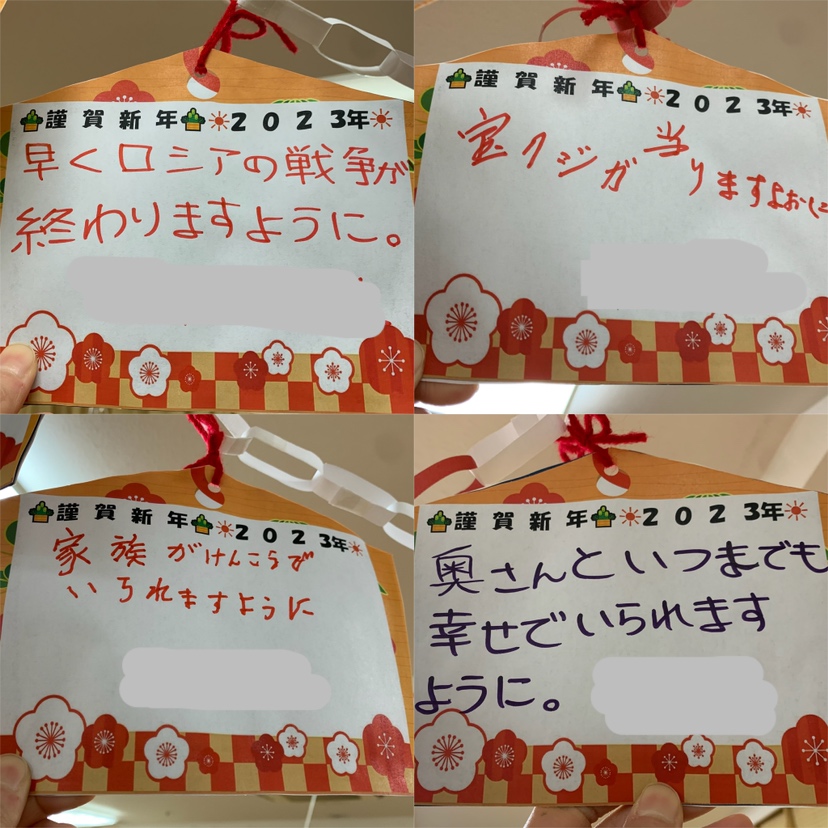 謹賀新年 2023年
早くロシアの戦争が
終わりますように。
謹賀新年 2023年
宝クジが当りますよおに
謹賀新年 2023年
家族がけんこうで
いられますように
謹賀新年 2023年
奥さんといつまでも
幸せでいられます
ように。